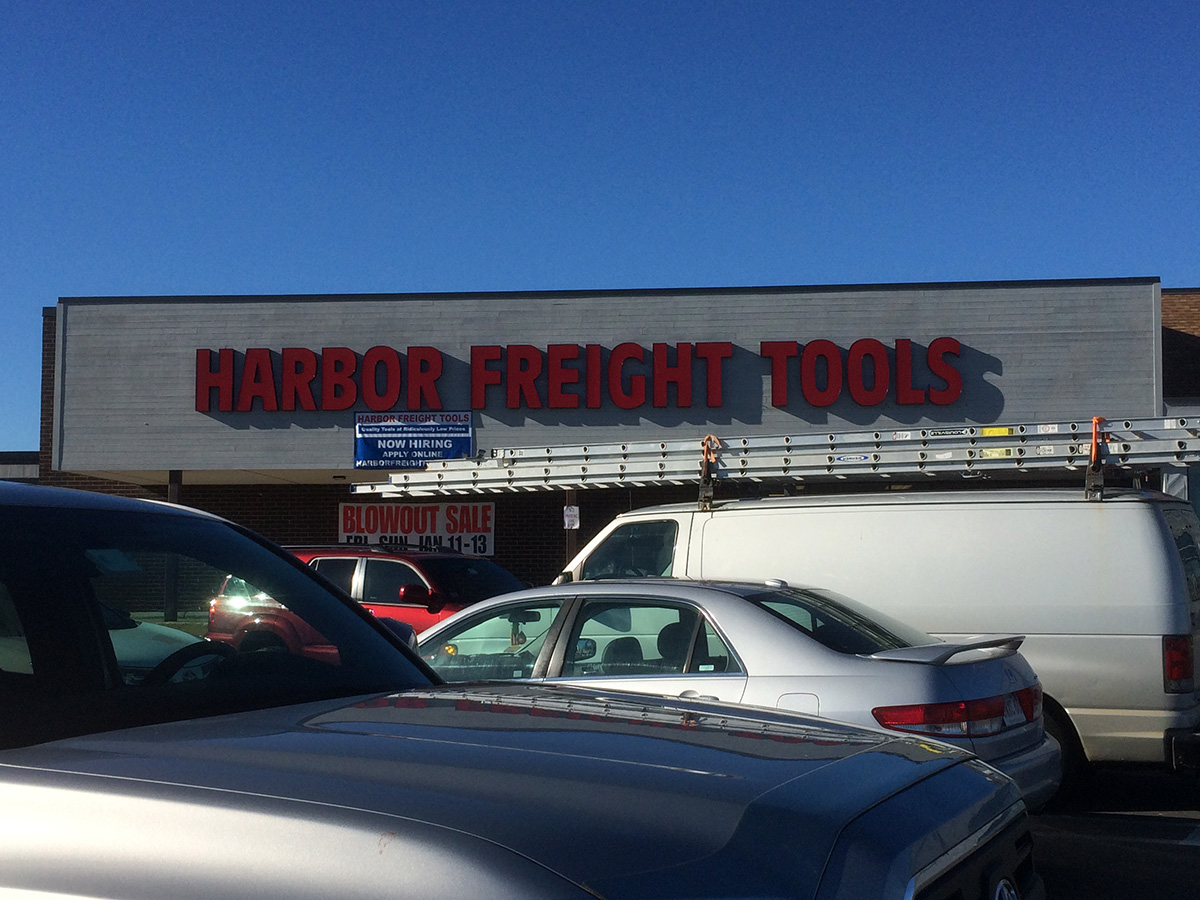 HARBOR FREIGHT TOOLS
HARBOR FREIGHT TOOLS
Quality Tools at Ridiculously Low Prices
NOW HIRING
APPLY ONLINE
HARBORFREIGHT
BLOWOUT SALE
FRI SUN JAN 11-13